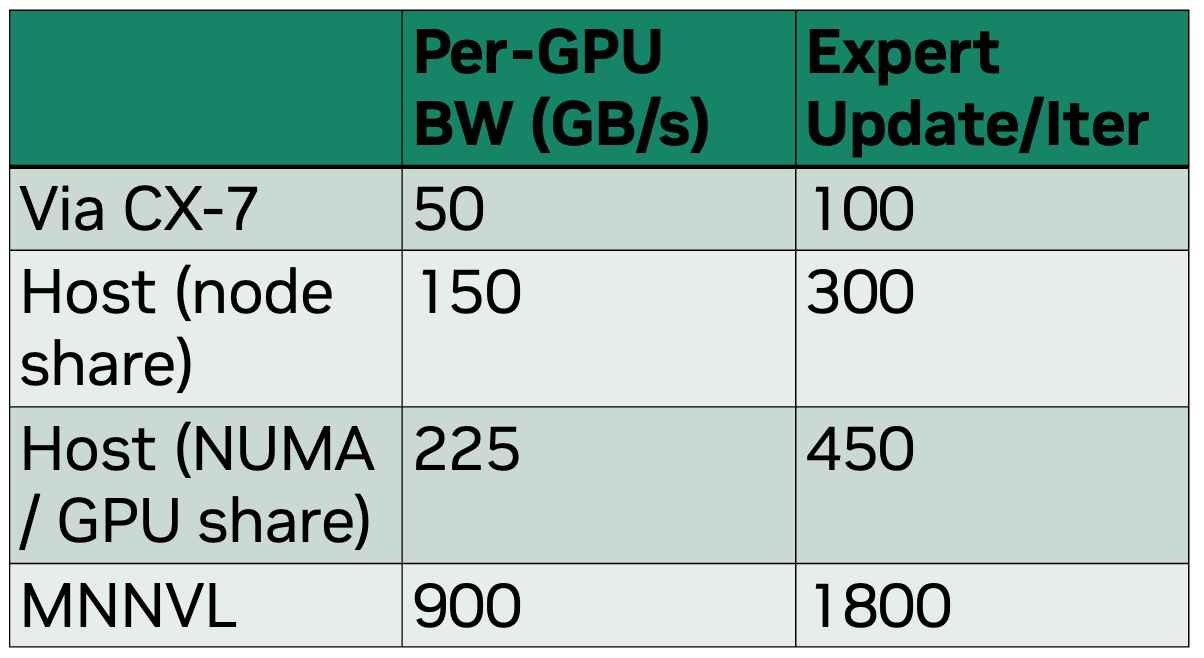 Per-GPU
BW (GB/s)
Expert
Update/Iter
Via CX-7
50
100
Host (node
share)
150
300
Host (NUMA
/ GPU share)
225
450
MNNVL
900
1800